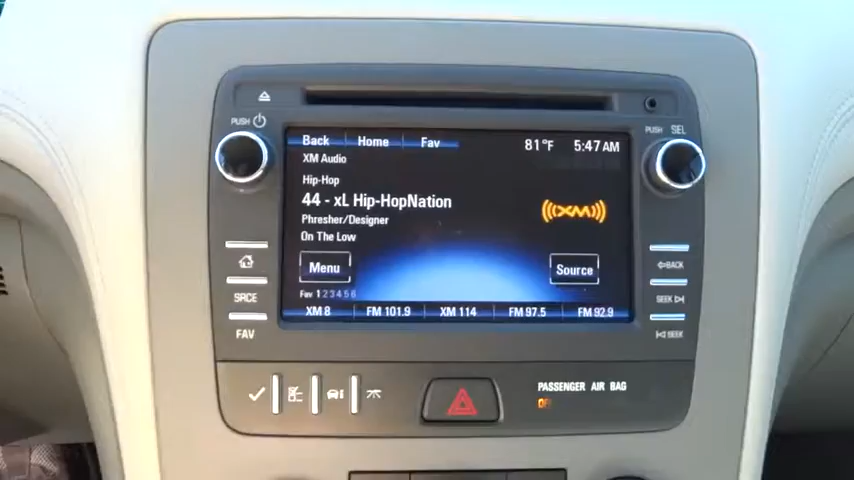 PUSH
PUSH SEL
Back Home Fav 81°F 5:47 AM
XM Audio
Hip-Hop
44 - xL Hip-HopNation
Phresher/Designer
On The Low
((XM))
Menu
Source
Fav 123456
XM 8 FM 101.9 XM 114 FM 97.5 FM 92.9
SRCE
FAV
BACK
SEEK
SEEK
PASSENGER AIR BAG
OFF